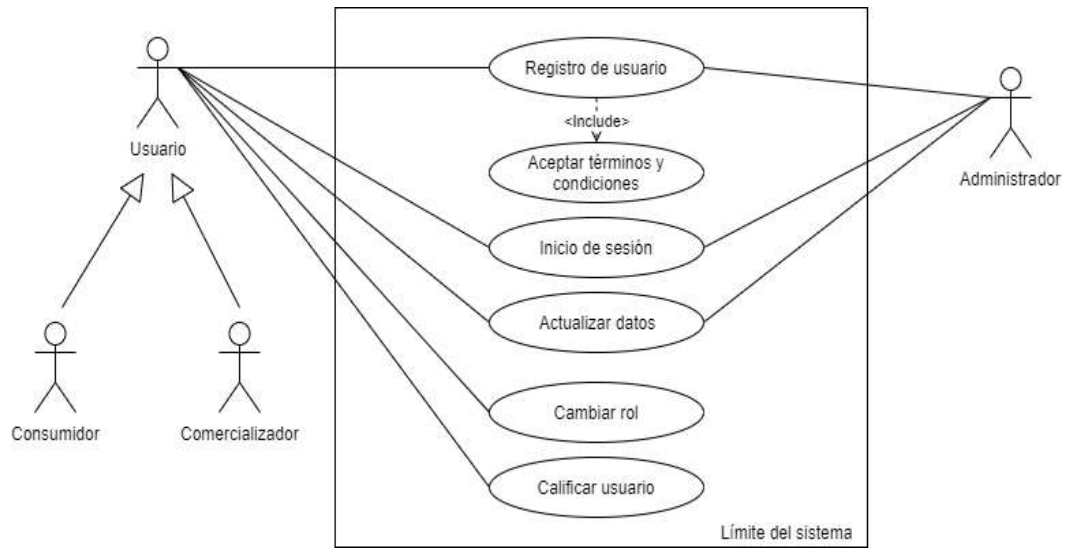 Registro de usuario
<Include>
Usuario
Aceptar términos y
condiciones
Administrador
Inicio de sesión
Actualizar datos
Consumidor
Comercializador
Cambiar rol
Calificar usuario
Límite del sistema